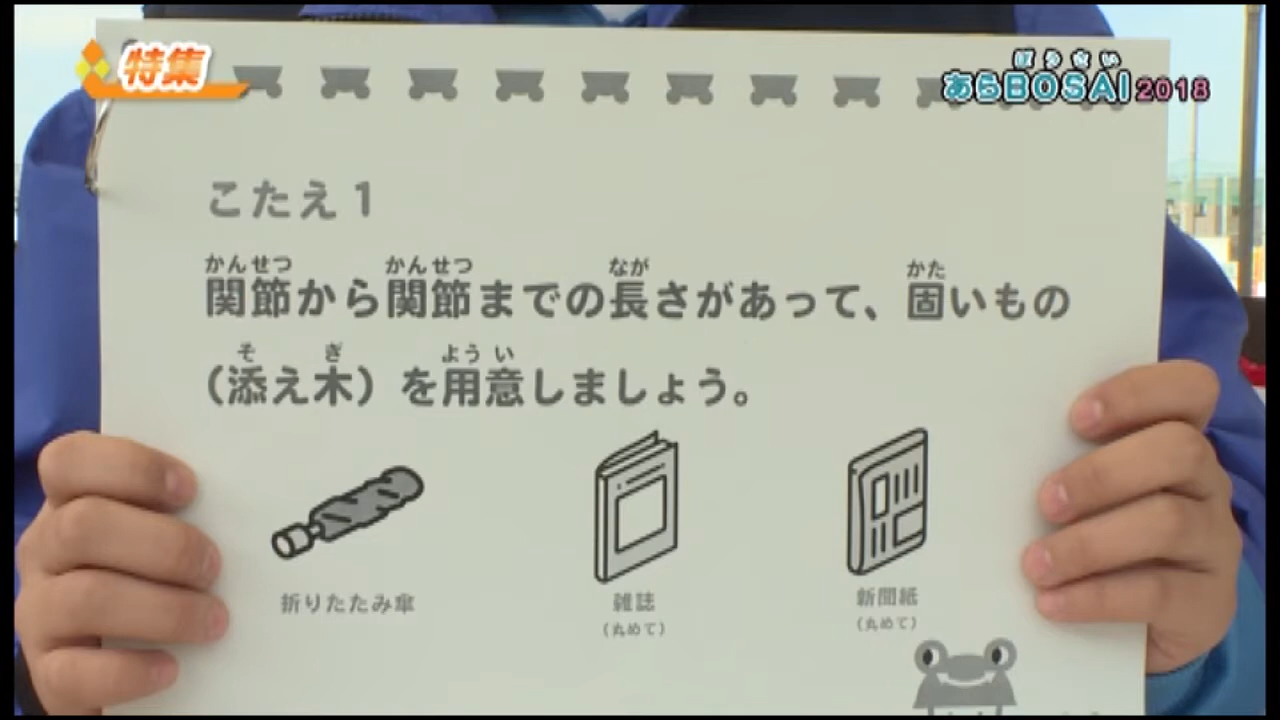 特集
ぼうさい
あらBOSAI 2018
こたえ1
かんせつ かんせつ なが かた
関節から関節までの長さがあって、固いもの
そ ぎ ようい
(添え木)を用意しましょう。
折りたたみ傘 雑誌 新聞紙
(丸めて) (丸めて)